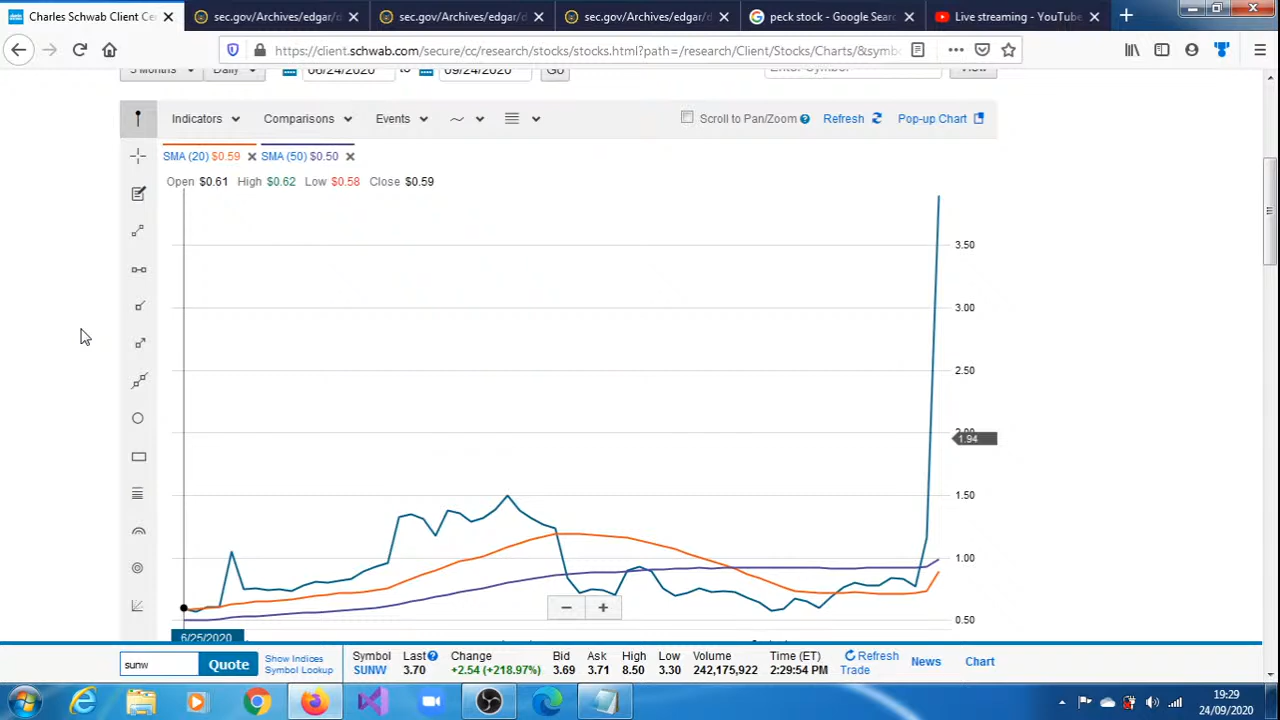 Charles Schwab Client Ce
sec.gov/Archives/edgar/d
sec.gov/Archives/edgar/d
sec.gov/Archives/edgar/d
peck stock - Google Searc
Live streaming - YouTube
https://client.schwab.com/secure/cc/research/stocks/stocks.html?path=/research/Client/Stocks/Charts/&symb
3 Months Daily 06/24/2020 to 09/24/2020 Go Enter Symbol View
Indicators Comparisons Events Scroll to Pan/Zoom Refresh Pop-up Chart
SMA (20) $0.59 SMA (50) $0.50
Open $0.61 High $0.62 Low $0.58 Close $0.59
3.50
3.00
2.50
2.00
1.94
1.50
1.00
0.50
6/25/2020
sunw Quote
Show Indices
Symbol Lookup
Symbol Last Change Bid Ask High Low Volume Time (ET) Refresh
SUNW 3.70 +2.54 (+218.97%) 3.69 3.71 8.50 3.30 242,175,922 2:29:54 PM Trade
News Chart
19:29
24/09/2020